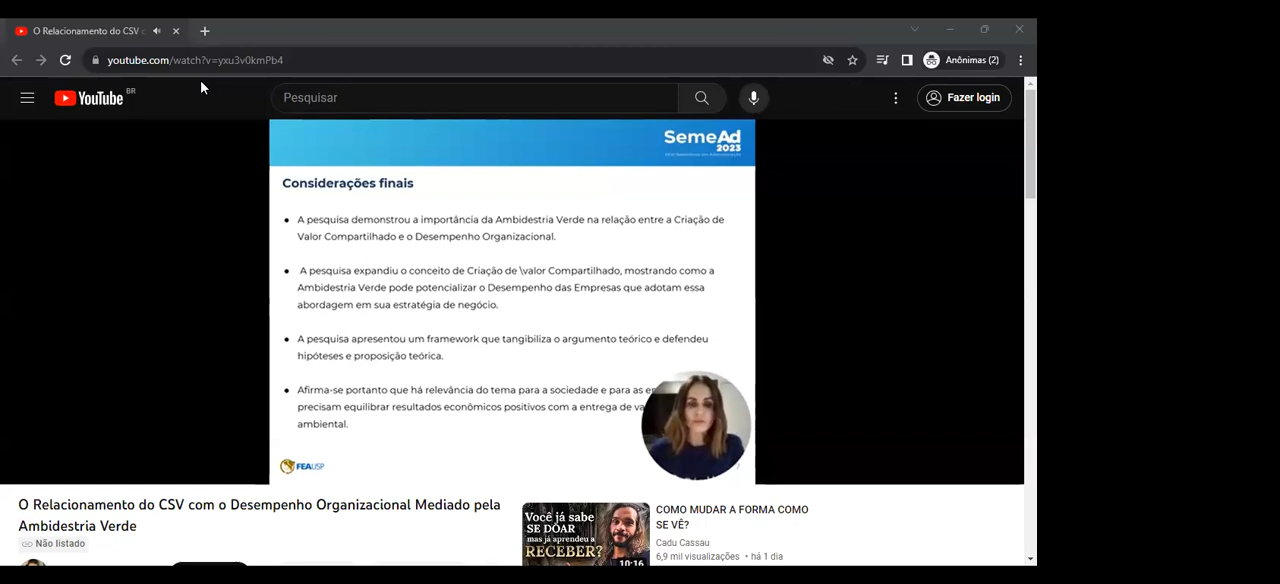 O Relacionamento do CSV
youtube.com/watch?v=yxu3v0kmPb4
Anônimas (2)
YouTube BR
Pesquisar
Fazer login
SemeAd
2023
Considerações finais
• A pesquisa demonstrou a importância da Ambidestria Verde na relação entre a Criação de
Valor Compartilhado e o Desempenho Organizacional.
• A pesquisa expandiu o conceito de Criação de \valor Compartilhado, mostrando como a
Ambidestria Verde pode potencializar o Desempenho das Empresas que adotam essa
abordagem em sua estratégia de negócio.
• A pesquisa apresentou um framework que tangibiliza o argumento teórico e defendeu
hipóteses e proposição teórica.
• Afirma-se portanto que há relevância do tema para a sociedade e para as
precisam equilibrar resultados econômicos positivos com a entrega de
ambiental.
FEAUSP
O Relacionamento do CSV com o Desempenho Organizacional Mediado pela
Ambidestria Verde
Não listado
Você já sabe
SE DOAR
mas já aprendeu a
RECEBER?
10:16
COMO MUDAR A FORMA COMO
SE VÊ?
Cadu Cassau
6,9 mil visualizações • há 1 dia